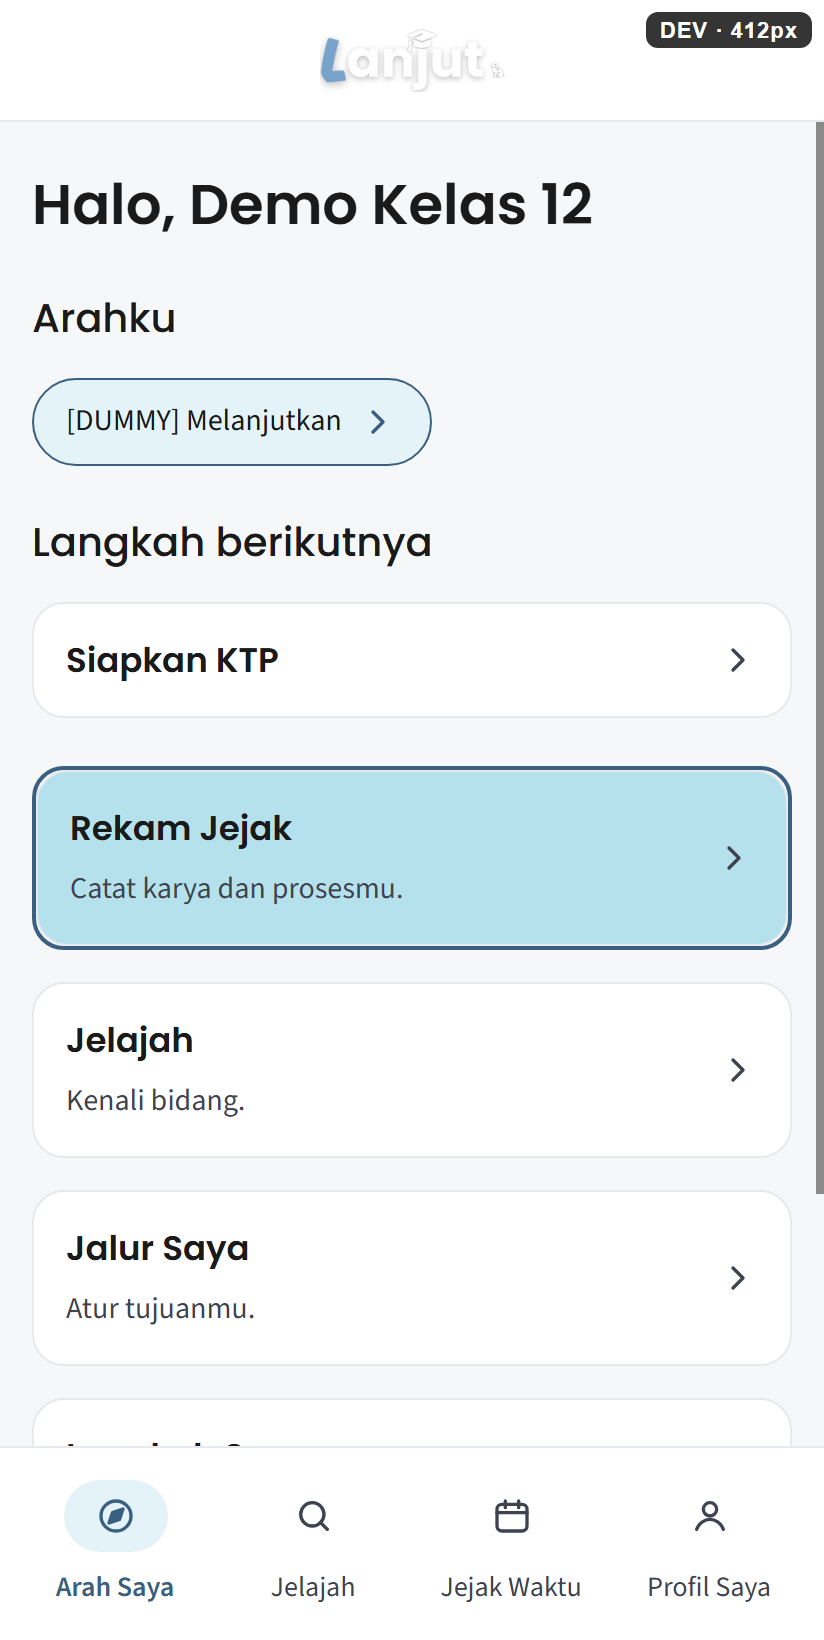 Lanjut
DEV · 412px
Halo, Demo Kelas 12
Arahku
[DUMMY] Melanjutkan
Langkah berikutnya
Siapkan KTP
Rekam Jejak
Catat karya dan prosesmu.
Jelajah
Kenali bidang.
Jalur Saya
Atur tujuanmu.
Arah Saya
Jelajah
Jejak Waktu
Profil Saya